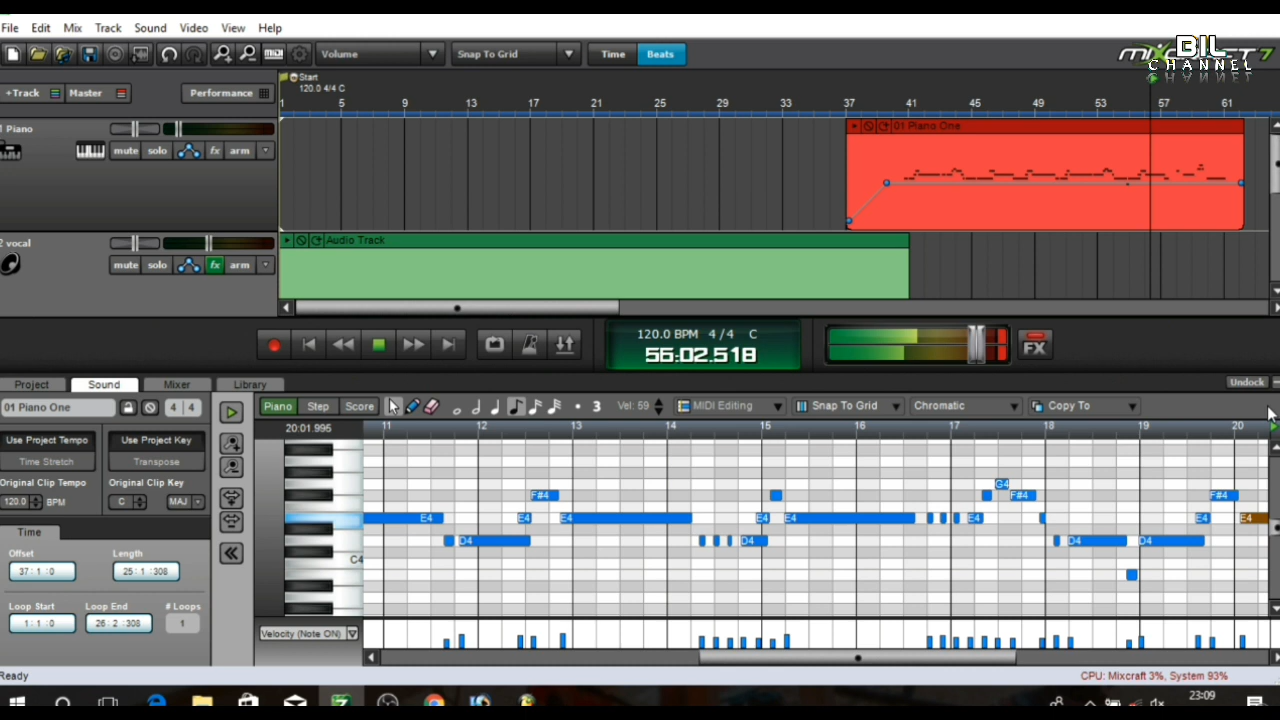 File Edit Mix Track Sound Video View Help
Volume Snap To Grid Time Beats
BIL
CHANNEL
+Track Master Performance
Start
120.0 4/4 C
1 5 9 13 17 21 25 29 33 37 41 45 49 53 57 61
1 Piano
01 Piano One
mute solo fx arm
2 vocal
Audio Track
mute solo fx arm
120.0 BPM 4/4 C
56:02.518
FX
Project Sound Mixer Library Undock
01 Piano One 4 4
Piano Step Score 3 Vel: 59 MIDI Editing Snap To Grid Chromatic Copy To
20:01.995 11 12 13 14 15 16 17 18 19 20
Use Project Tempo Use Project Key
Time Stretch Transpose
Original Clip Tempo Original Clip Key
120.0 BPM C MAJ
G4
F#4 F#4 F#4
E4 E4 E4 E4 E4 E4 E4 E4
D4 D4 D4 D4
C4
Time
Offset Length
37: 1 :0 25: 1 :308
Loop Start Loop End # Loops
1: 1 :0 26: 2 :308 1
Velocity (Note ON)
Ready CPU: Mixcraft 3%, System 93%
23:09